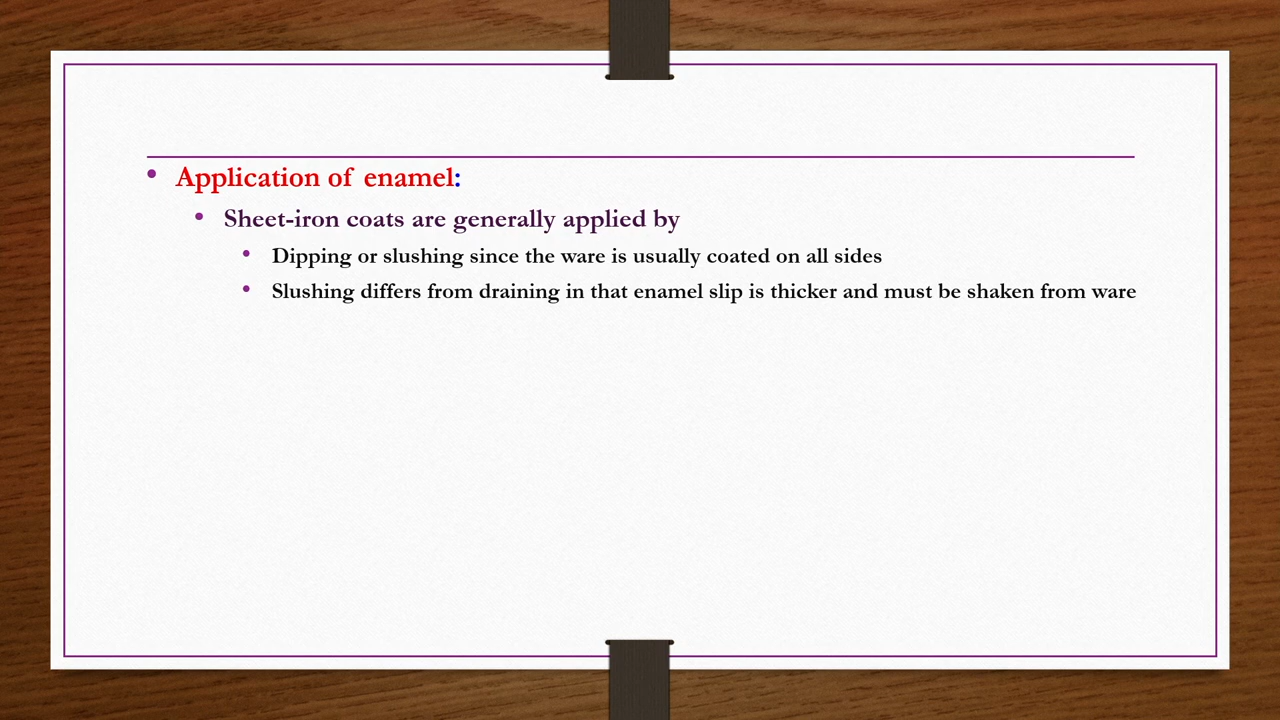 • Application of enamel:
• Sheet-iron coats are generally applied by
• Dipping or slushing since the ware is usually coated on all sides
• Slushing differs from draining in that enamel slip is thicker and must be shaken from ware